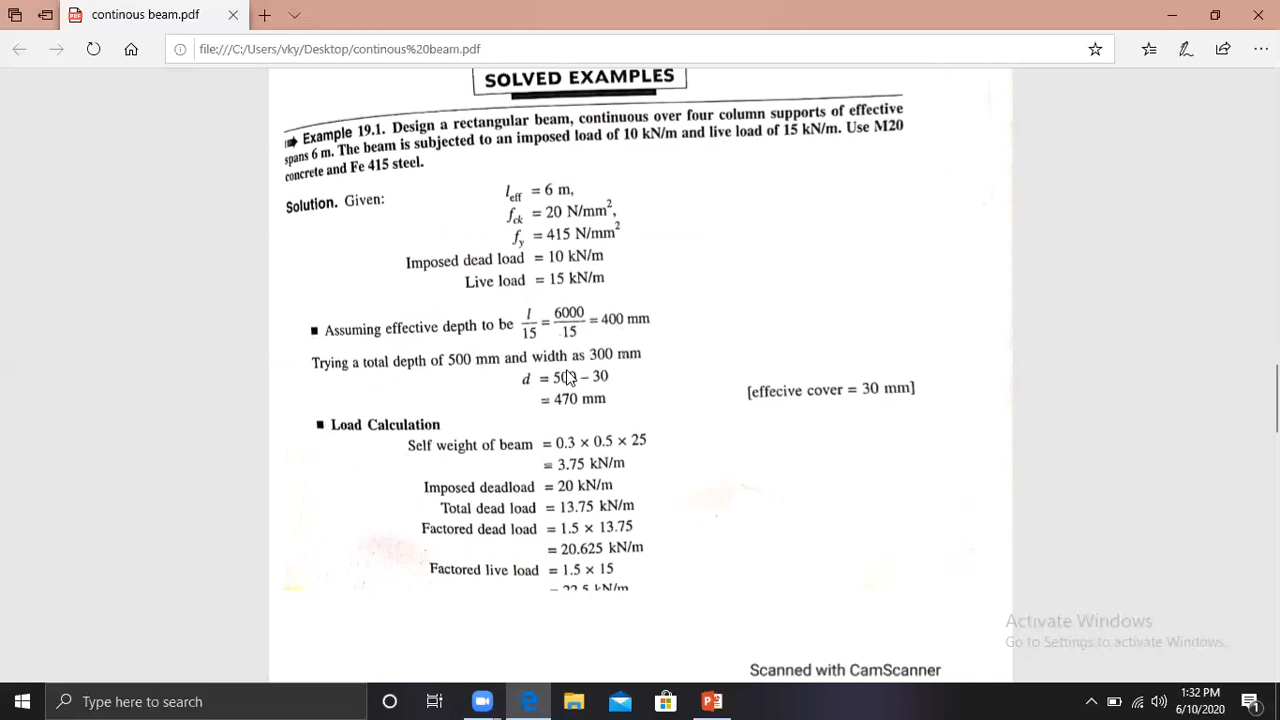 continous beam.pdf
file:///C:/Users/vky/Desktop/continous%20beam.pdf
SOLVED EXAMPLES
Example 19.1. Design a rectangular beam, continuous over four column supports of effective
spans 6 m. The beam is subjected to an imposed load of 10 kN/m and live load of 15 kN/m. Use M20
concrete and Fe 415 steel.
Solution. Given:
l_eff = 6 m,
f_ck = 20 N/mm²,
f_y = 415 N/mm²
Imposed dead load = 10 kN/m
Live load = 15 kN/m
■ Assuming effective depth to be l/15 = 6000/15 = 400 mm
Trying a total depth of 500 mm and width as 300 mm
d = 500 – 30
= 470 mm
[effecive cover = 30 mm]
■ Load Calculation
Self weight of beam = 0.3 × 0.5 × 25
= 3.75 kN/m
Imposed deadload = 20 kN/m
Total dead load = 13.75 kN/m
Factored dead load = 1.5 × 13.75
= 20.625 kN/m
Factored live load = 1.5 × 15
= 22.5 kN/m
Activate Windows
Go to Settings to activate Windows.
Scanned with CamScanner
Type here to search
1:32 PM
6/10/2020